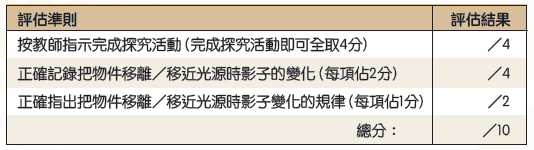 評估準則 評估結果
按教師指示完成探究活動（完成探究活動即可全取4分） ／4
正確記錄把物件移離／移近光源時影子的變化（每項佔2分） ／4
正確指出把物件移離／移近光源時影子變化的規律（每項佔1分） ／2
總分： ／10